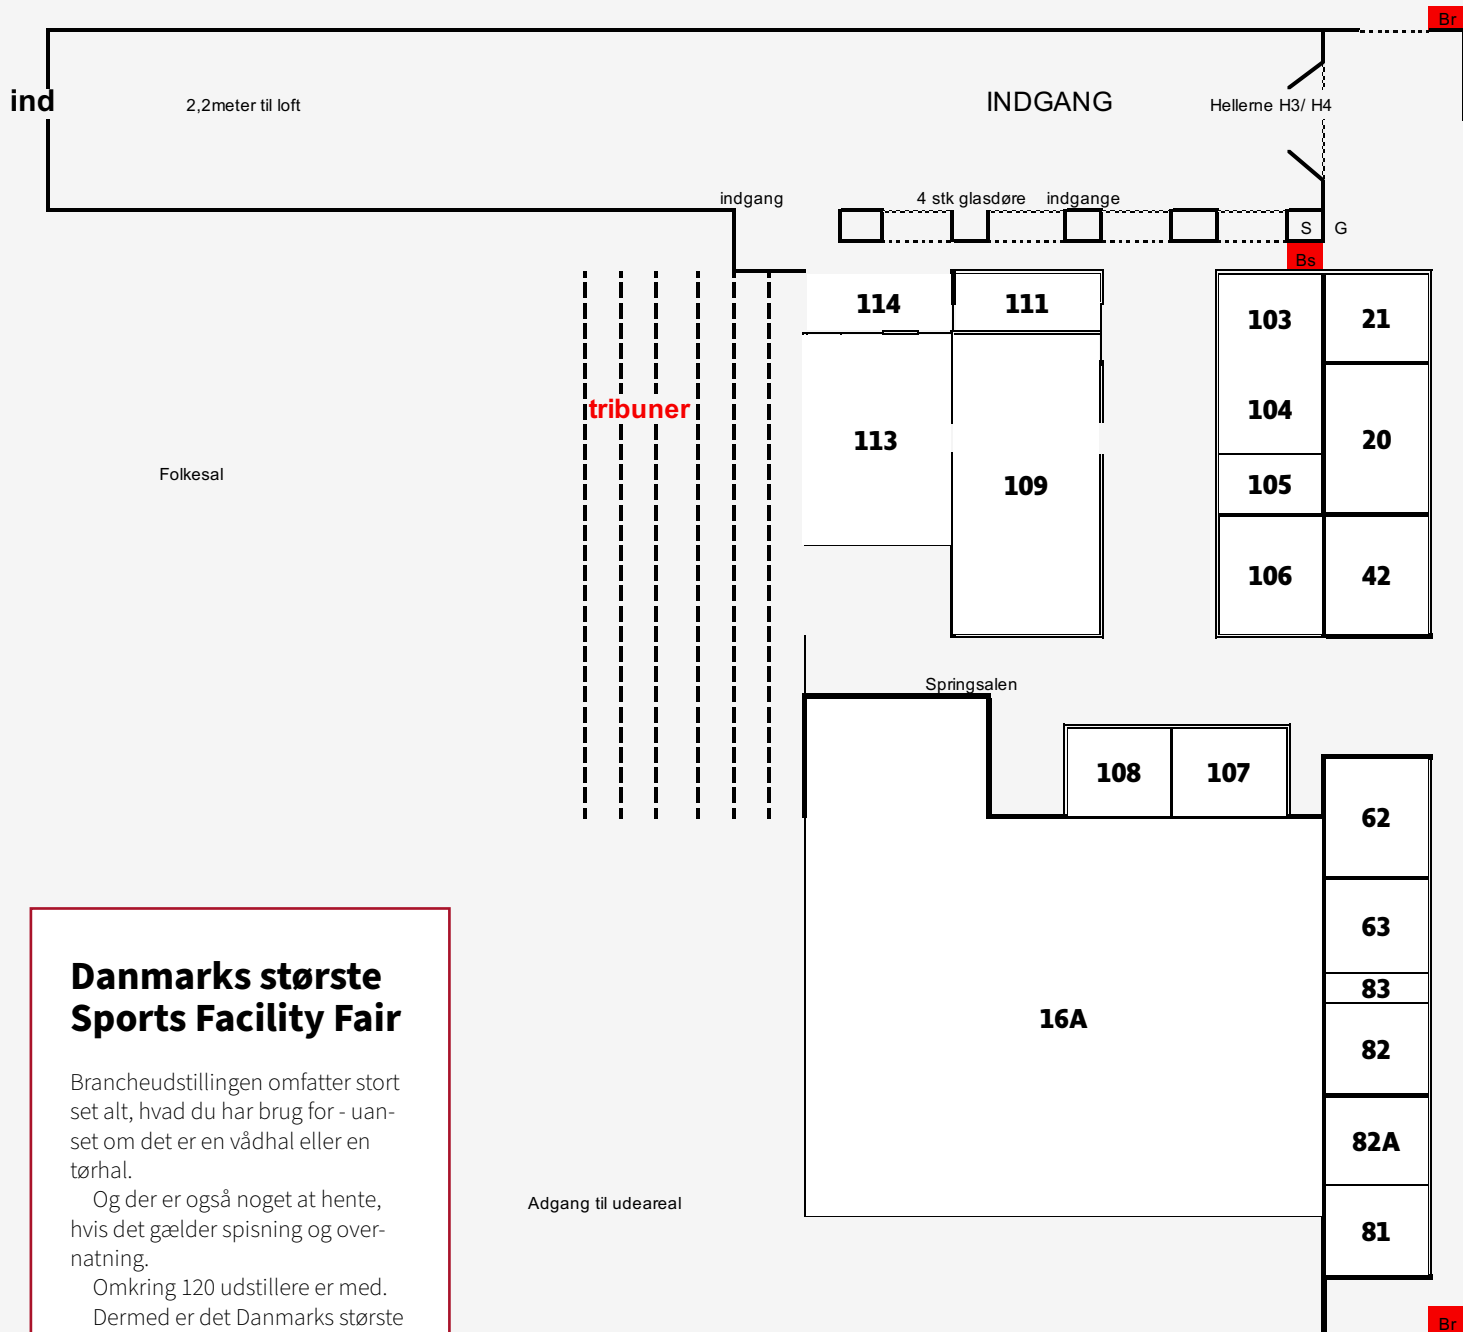 Br
ind
2,2meter til loft
INDGANG
Hellerne H3/ H4
indgang
4 stk glasdøre
indgange
S
G
Bs
114
111
103
21
tribuner
104
113
20
Folkesal
109
105
106
42
Springsalen
108
107
62
63
83
16A
82
82A
81
Adgang til udeareal
Br
Danmarks største
Sports Facility Fair
Brancheudstillingen omfatter stort
set alt, hvad du har brug for - uan-
set om det er en vådhal eller en
tørhal.
Og der er også noget at hente,
hvis det gælder spisning og over-
natning.
Omkring 120 udstillere er med.
Dermed er det Danmarks største